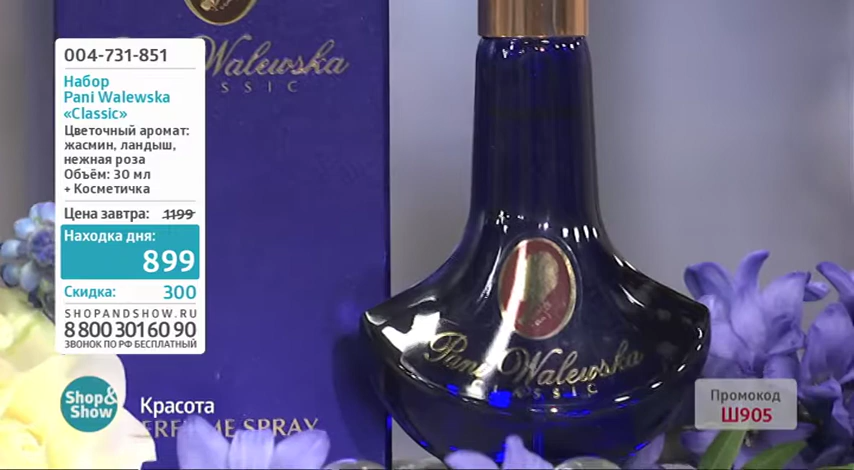 004-731-851
Набор
Pani Walewska
«Classic»
Цветочный аромат:
жасмин, ландыш,
нежная роза
Объём: 30 мл
+ Косметичка
Цена завтра: 1199
Находка дня:
899
Скидка: 300
SHOPANDSHOW.RU
8 800 301 60 90
ЗВОНОК ПО РФ БЕСПЛАТНЫЙ
Shop&
Show
Красота
Walewska
SSIC
PERFUME SPRAY
Pani Walewska
CLASSIC
Промокод
Ш905